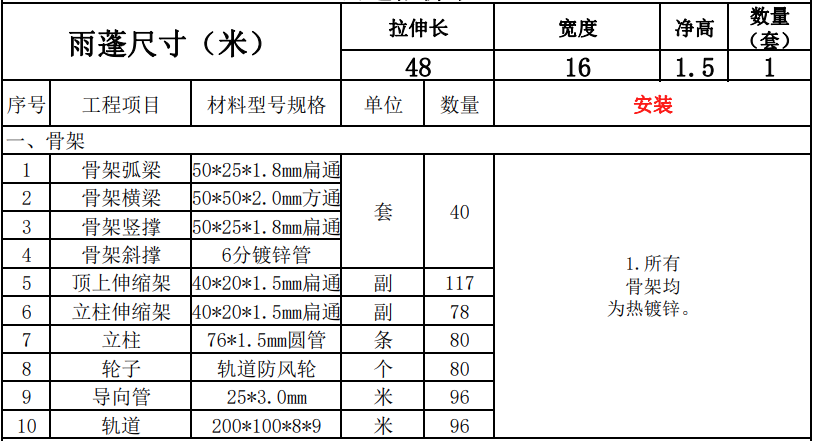 雨蓬尺寸（米） 拉伸长 宽度 净高 数量（套）
48 16 1.5 1
序号 工程项目 材料型号规格 单位 数量 安装
一、骨架
1 骨架弧梁 50*25*1.8mm扁通 套 40
2 骨架横梁 50*50*2.0mm方通
3 骨架竖撑 50*25*1.8mm扁通
4 骨架斜撑 6分镀锌管
5 顶上伸缩架 40*20*1.5mm扁通 副 117
6 立柱伸缩架 40*20*1.5mm扁通 副 78
7 立柱 76*1.5mm圆管 条 80
8 轮子 轨道防风轮 个 80
9 导向管 25*3.0mm 米 96
10 轨道 200*100*8*9 米 96
1.所有
骨架均
为热镀锌。